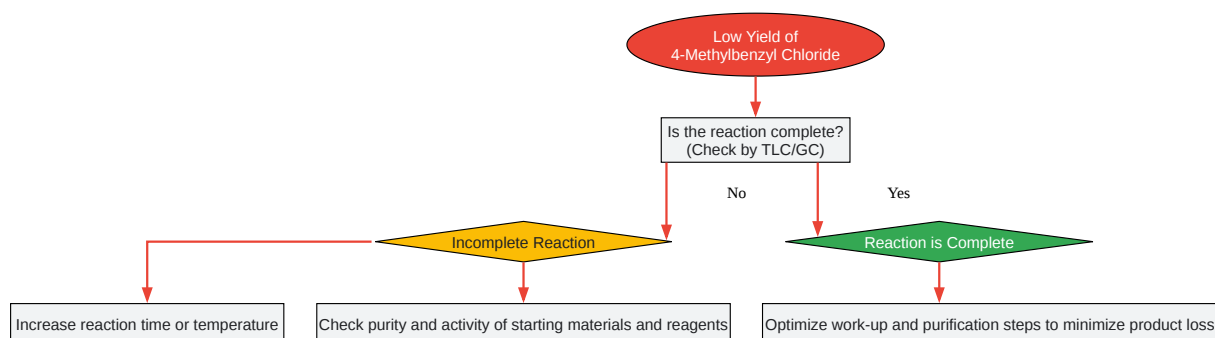 Low Yield of
4-Methylbenzyl Chloride
Is the reaction complete?
(Check by TLC/GC)
No
Yes
Incomplete Reaction
Reaction is Complete
Increase reaction time or temperature
Check purity and activity of starting materials and reagents
Optimize work-up and purification steps to minimize product loss